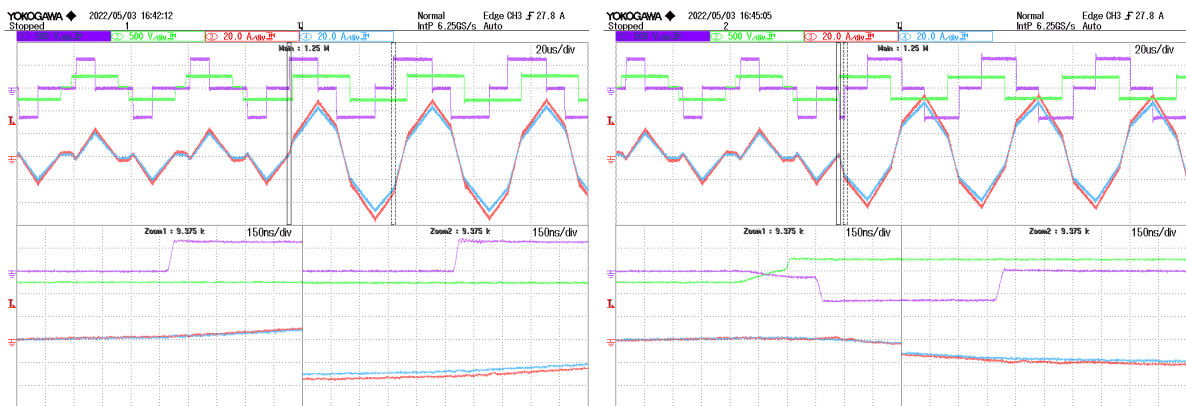 YOKOGAWA ◆ 2022/05/03 16:42:12 Normal Edge CH3 27.8 A
Stopped 1 IntP 6.25GS/s Auto
500 V/div 20.0 A/div 20.0 A/div
Main : 1.25 M 20us/div
Zoom1 : 9.375 k 150ns/div Zoom2 : 9.375 k 150ns/div
YOKOGAWA ◆ 2022/05/03 16:45:05 Normal Edge CH3 27.8 A
Stopped 2 IntP 6.25GS/s Auto
500 V/div 20.0 A/div 20.0 A/div
Main : 1.25 M 20us/div
Zoom1 : 9.375 k 150ns/div Zoom2 : 9.375 k 150ns/div